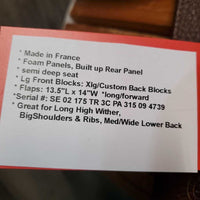 * Made in France
* Foam Panels, Built up Rear Panel
* semi deep seat
* Lg Front Blocks: Xlg/Custom Back Blocks
* Flaps: 13.5"L x 14"W *long/forward
*Serial #: SE 02 175 TR 3C PA 315 09 4739
* Great for Long High Wither,
BigShoulders & Ribs, Med/Wide Lower Back